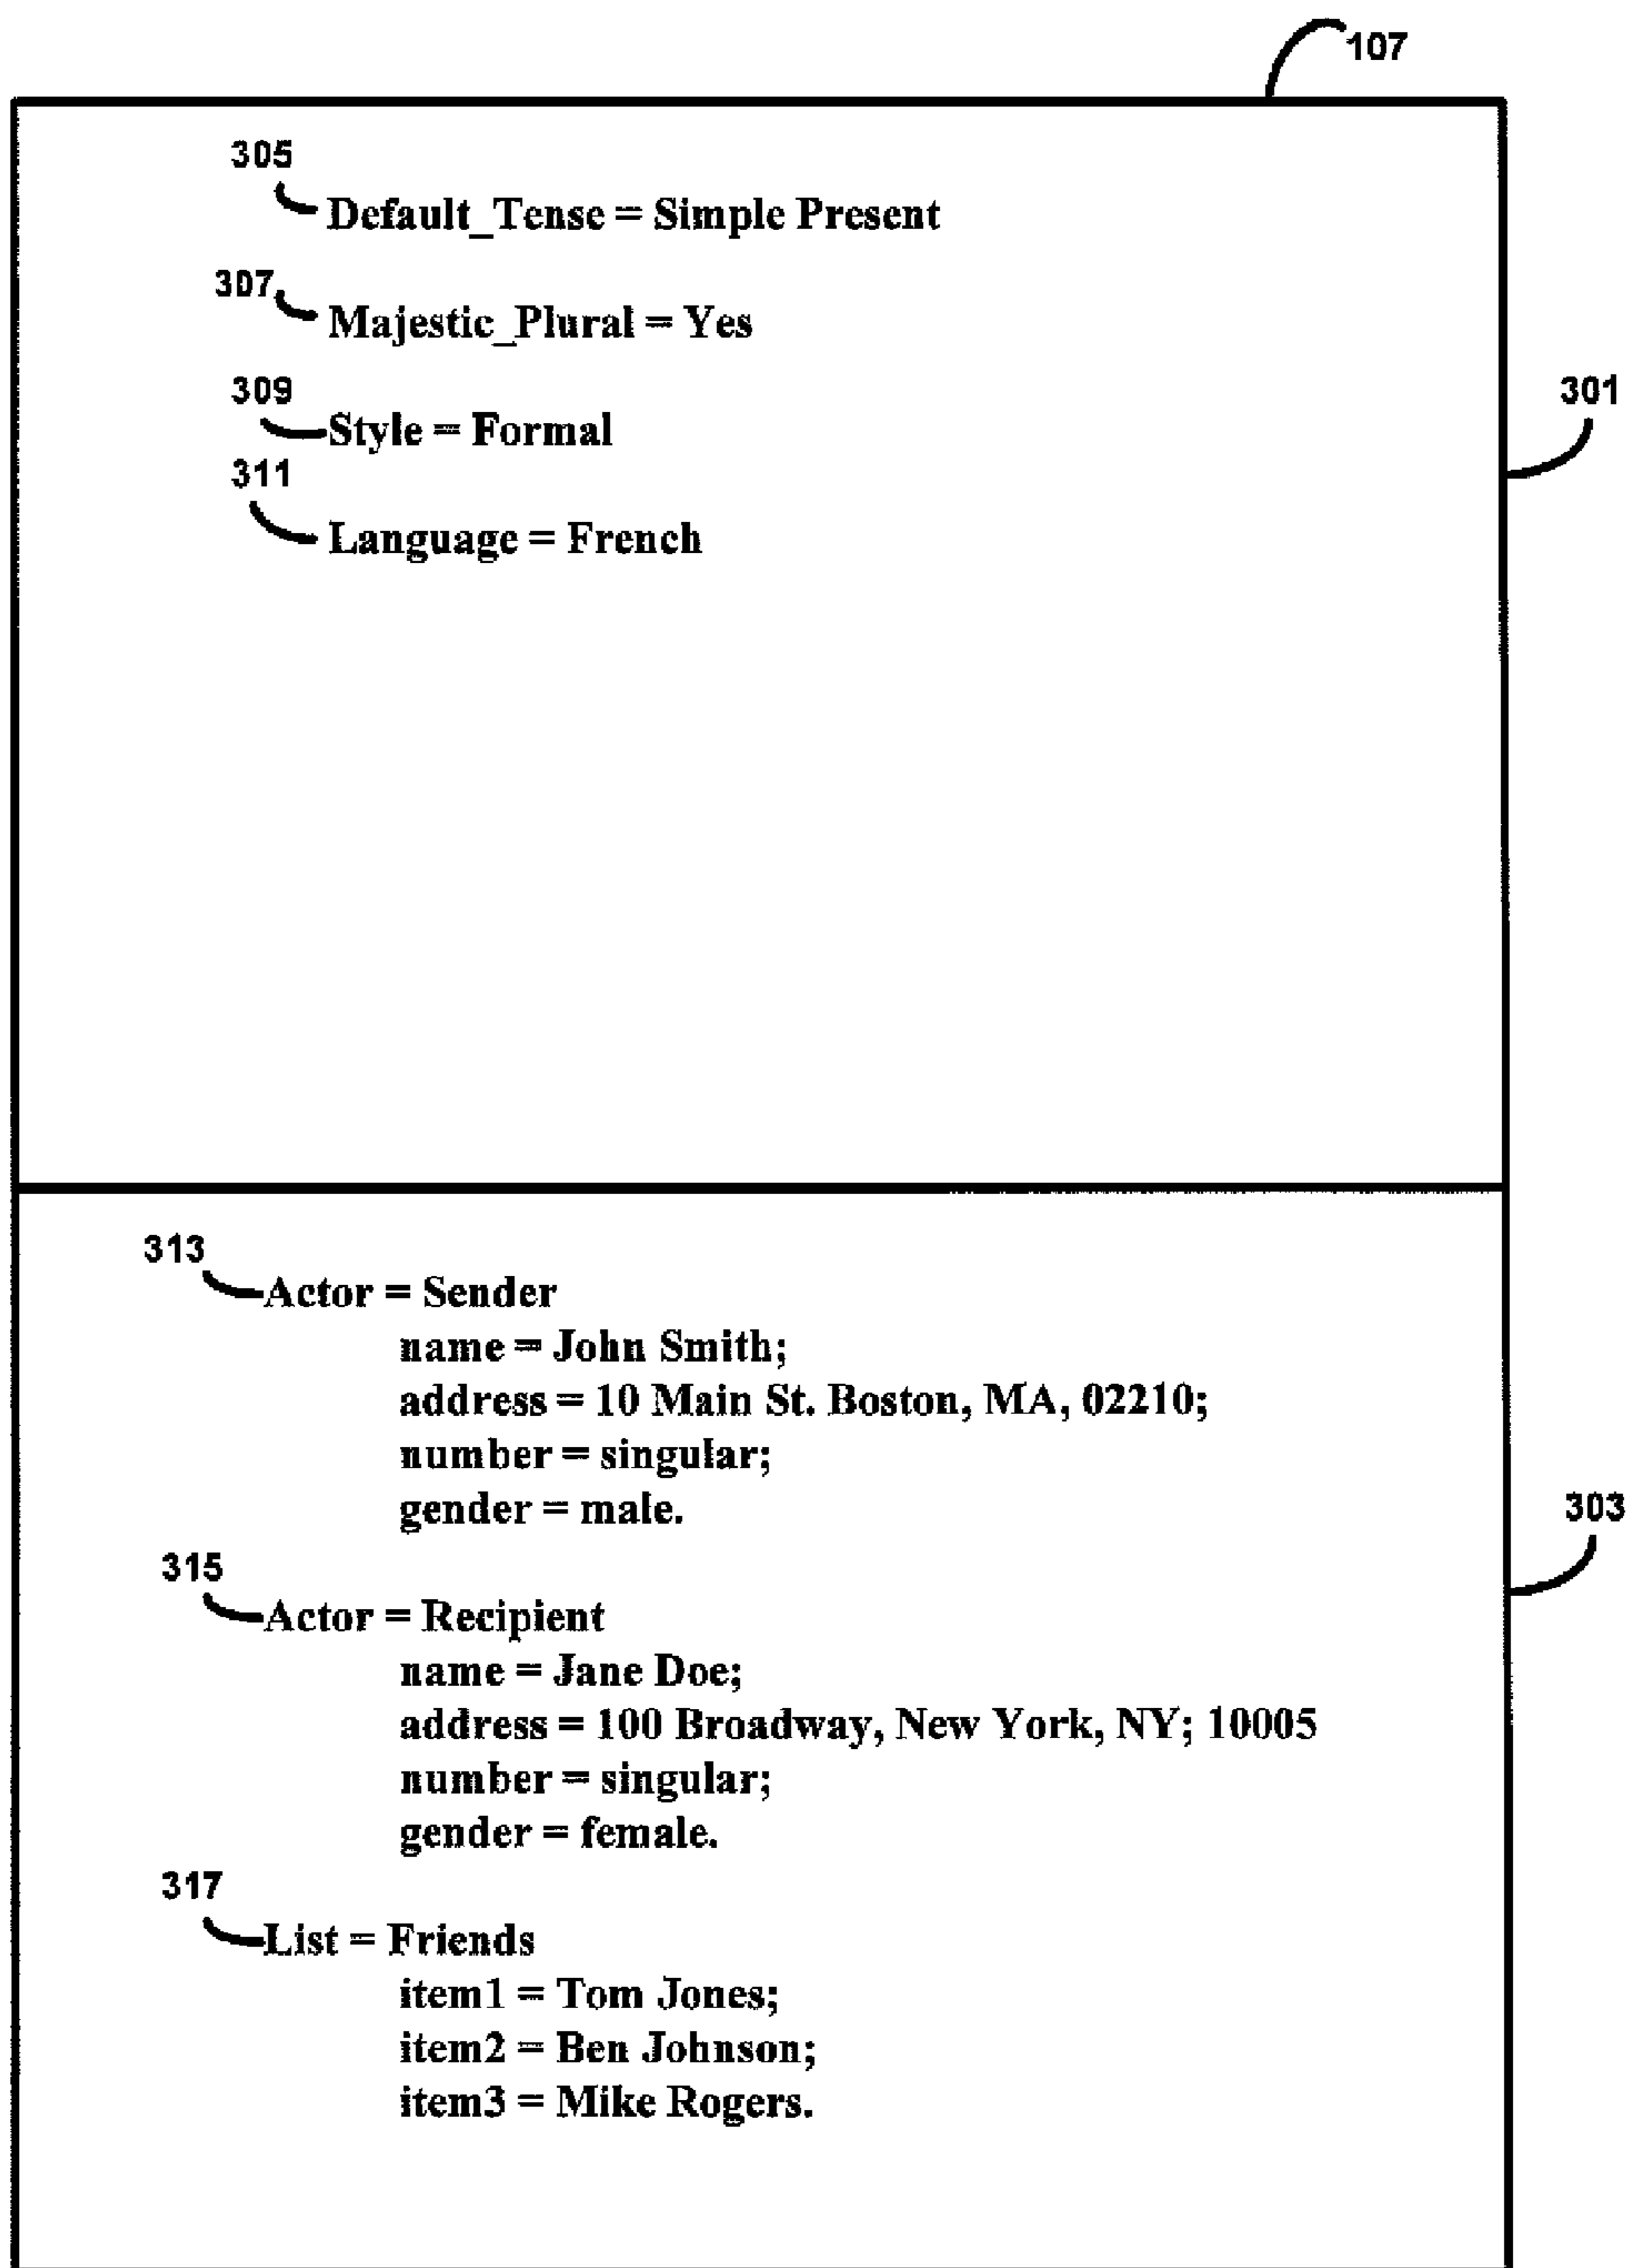 107
305
Default_Tense = Simple Present
307
Majestic_Plural = Yes
309
301
Style = Formal
311
Language = French
313
Actor = Sender
name = John Smith;
address = 10 Main St. Boston, MA, 02210;
number = singular;
gender = male.
303
315
Actor = Recipient
name = Jane Doe;
address = 100 Broadway, New York, NY; 10005
number = singular;
gender = female.
317
List = Friends
item1 = Tom Jones;
item2 = Ben Johnson;
item3 = Mike Rogers.